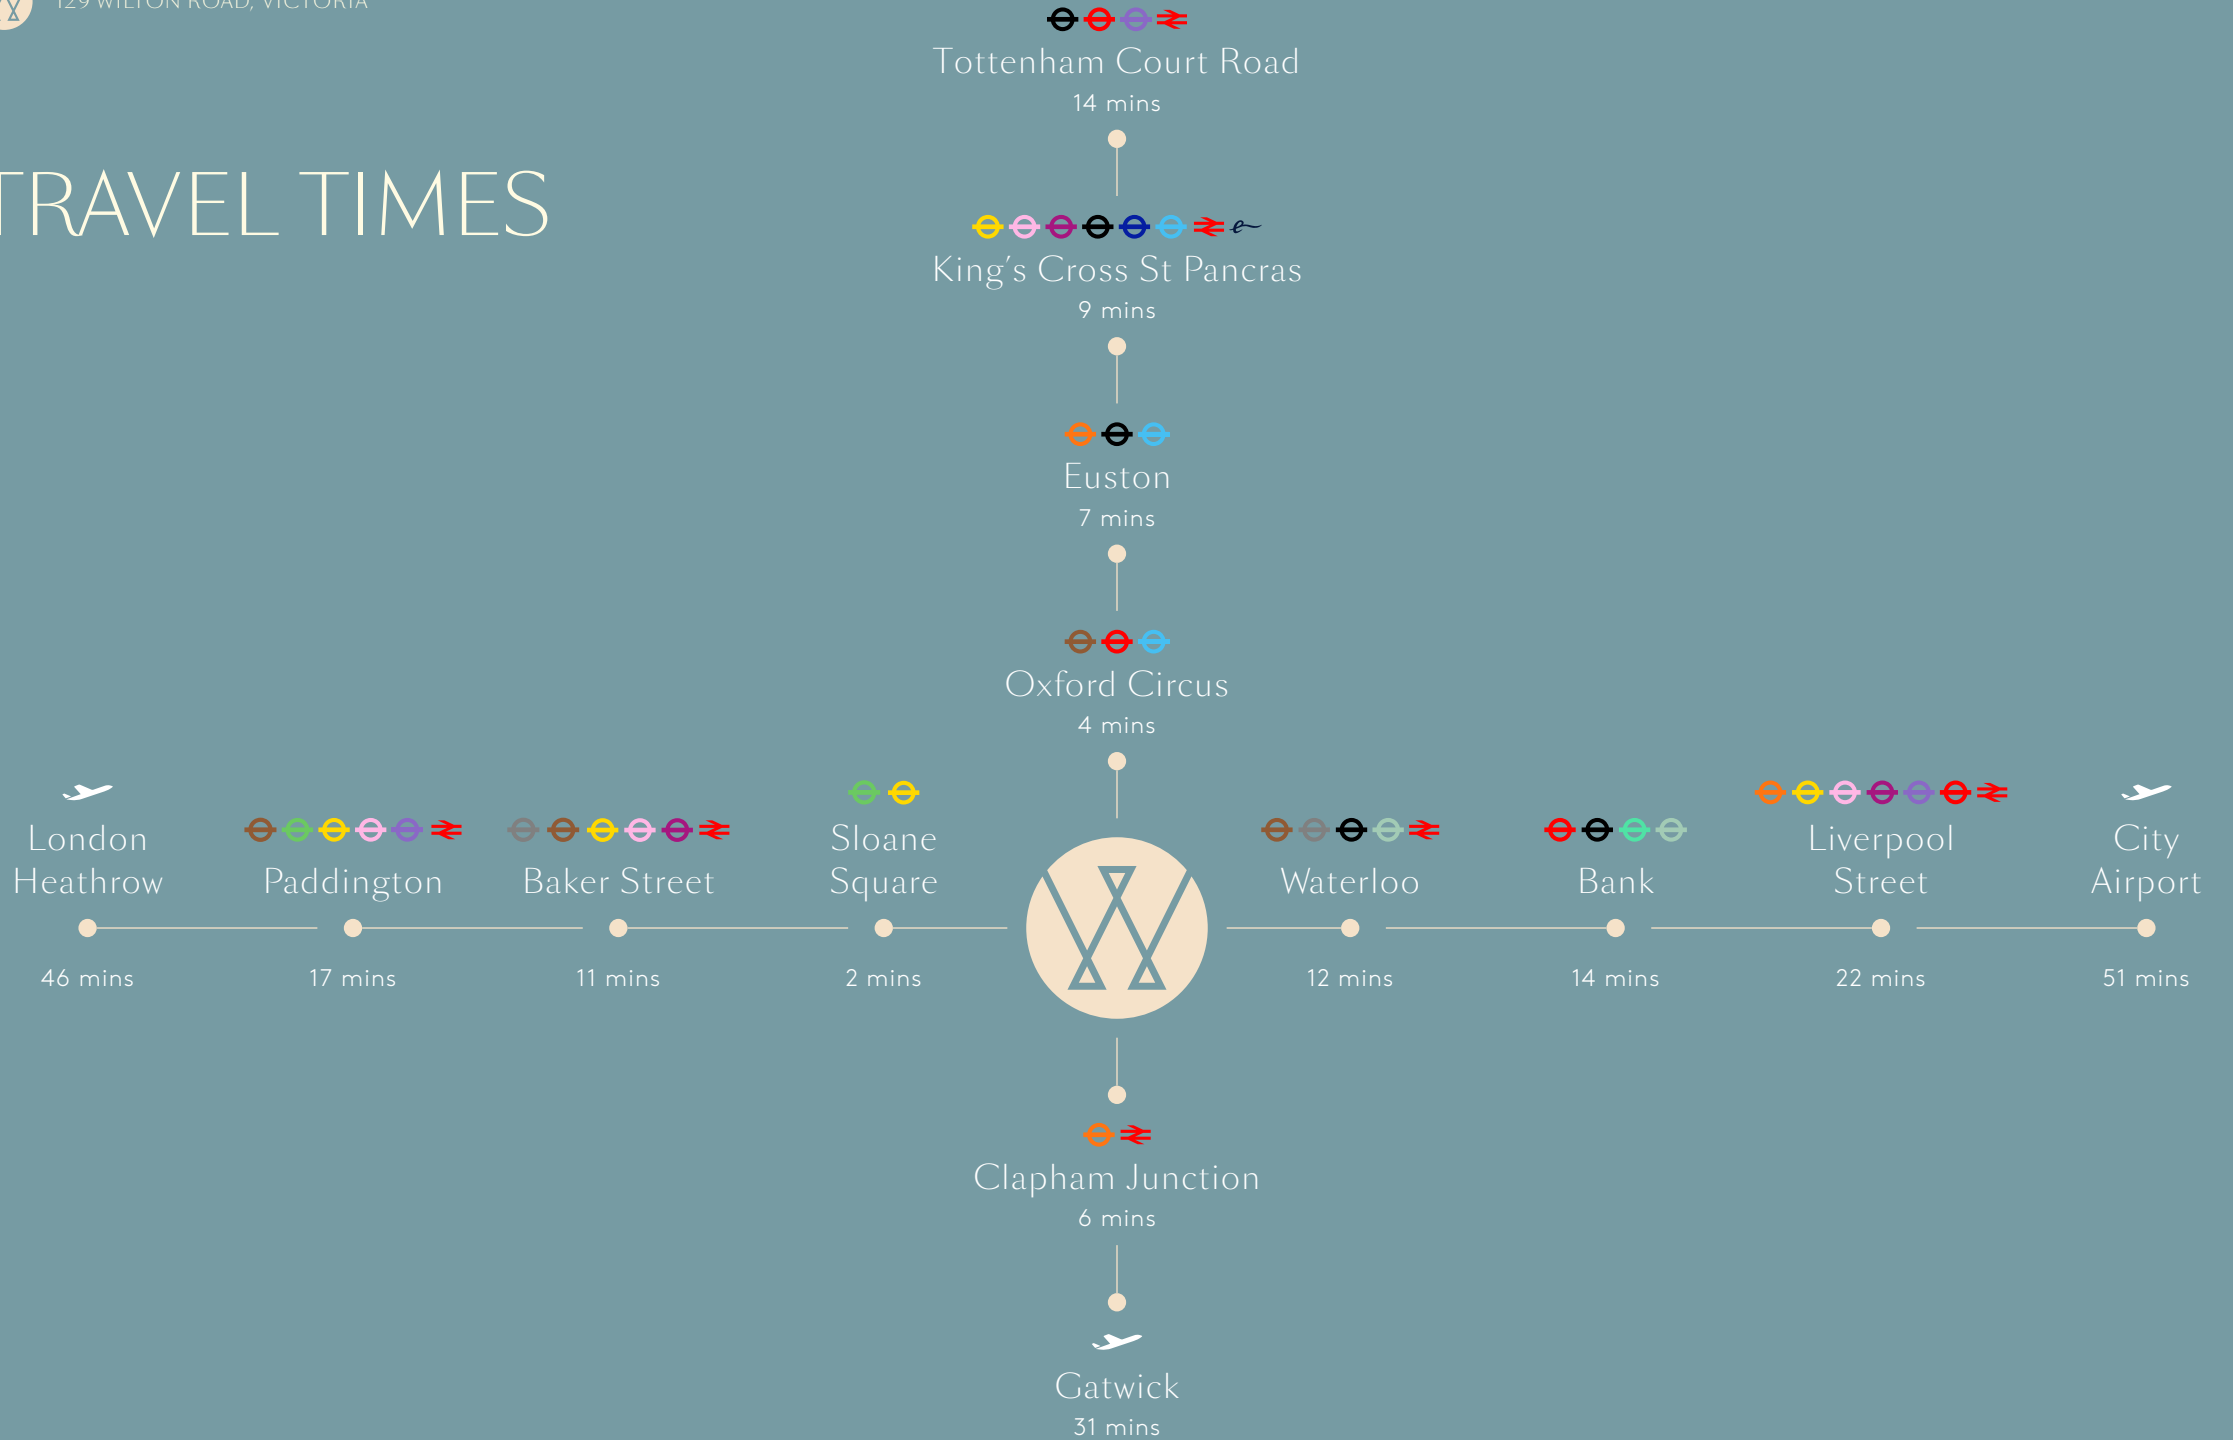 129 WILTON ROAD, VICTORIA
TRAVEL TIMES
Tottenham Court Road
14 mins
King's Cross St Pancras
9 mins
Euston
7 mins
Oxford Circus
4 mins
London
Heathrow
46 mins
Paddington
17 mins
Baker Street
11 mins
Sloane
Square
2 mins
Waterloo
12 mins
Bank
14 mins
Liverpool
Street
22 mins
City
Airport
51 mins
Clapham Junction
6 mins
Gatwick
31 mins